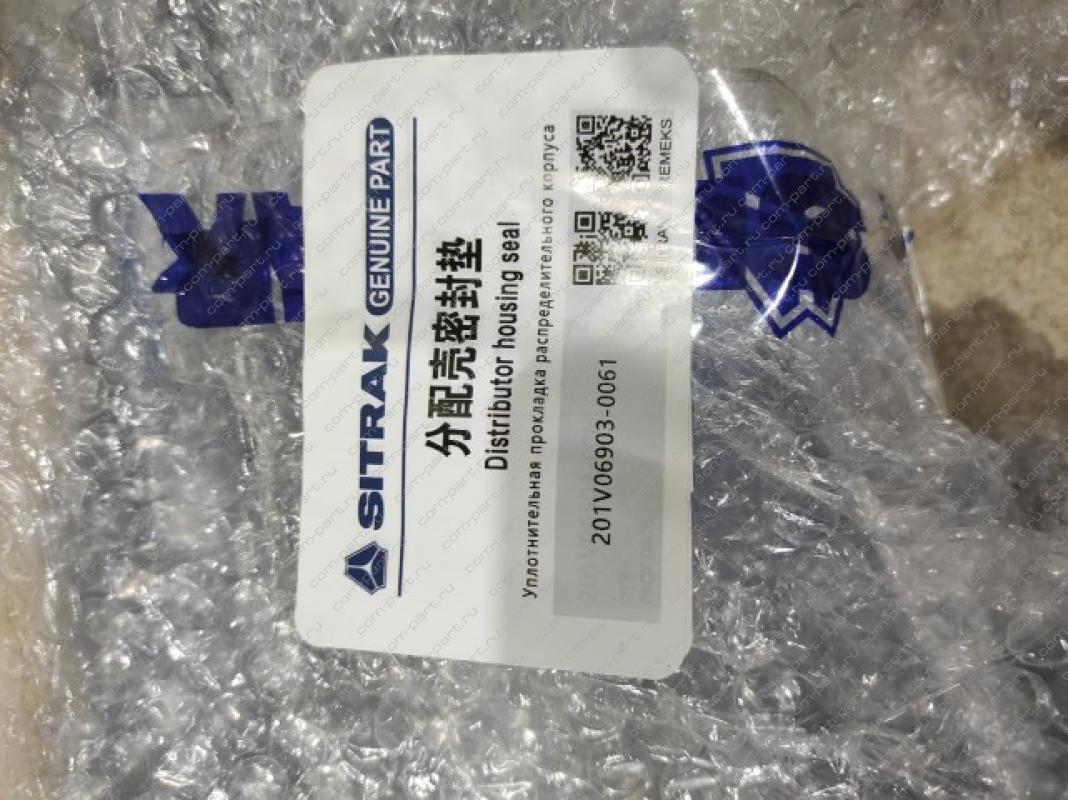 SITRAK GENUINE PART
分配壳密封垫
Distributor housing seal
Уплотнительная прокладка распределительного корпуса
201V06903-0061
com-part.ru